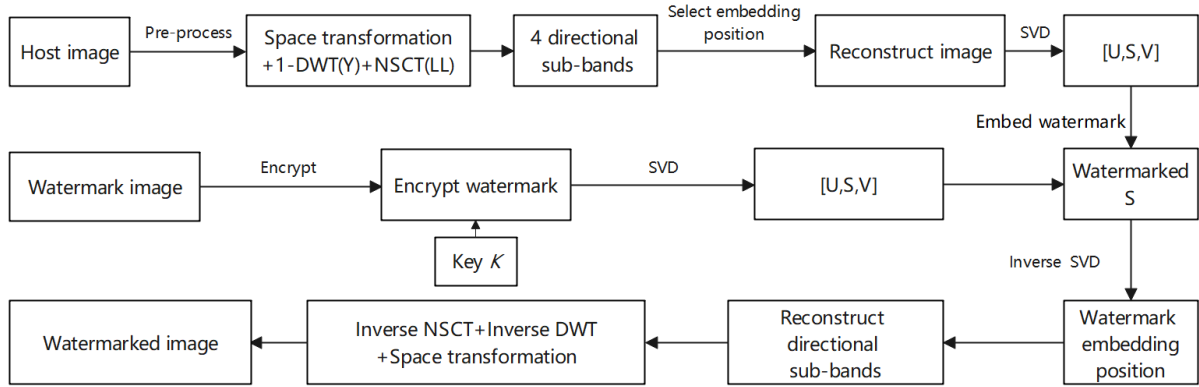 Host image
Pre-process
Space transformation
+1-DWT(Y)+NSCT(LL)
4 directional
sub-bands
Select embedding
position
Reconstruct image
SVD
[U,S,V]
Embed watermark
Watermark image
Encrypt
Encrypt watermark
SVD
[U,S,V]
Watermarked
S
Key K
Inverse SVD
Watermarked image
Inverse NSCT+Inverse DWT
+Space transformation
Reconstruct
directional
sub-bands
Watermark
embedding
position